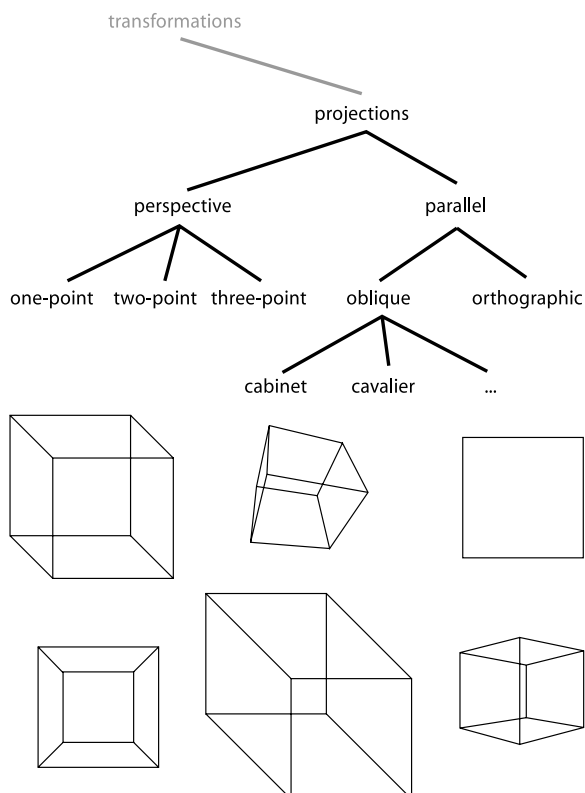 transformations
projections
perspective parallel
one-point two-point three-point oblique orthographic
cabinet cavalier ...